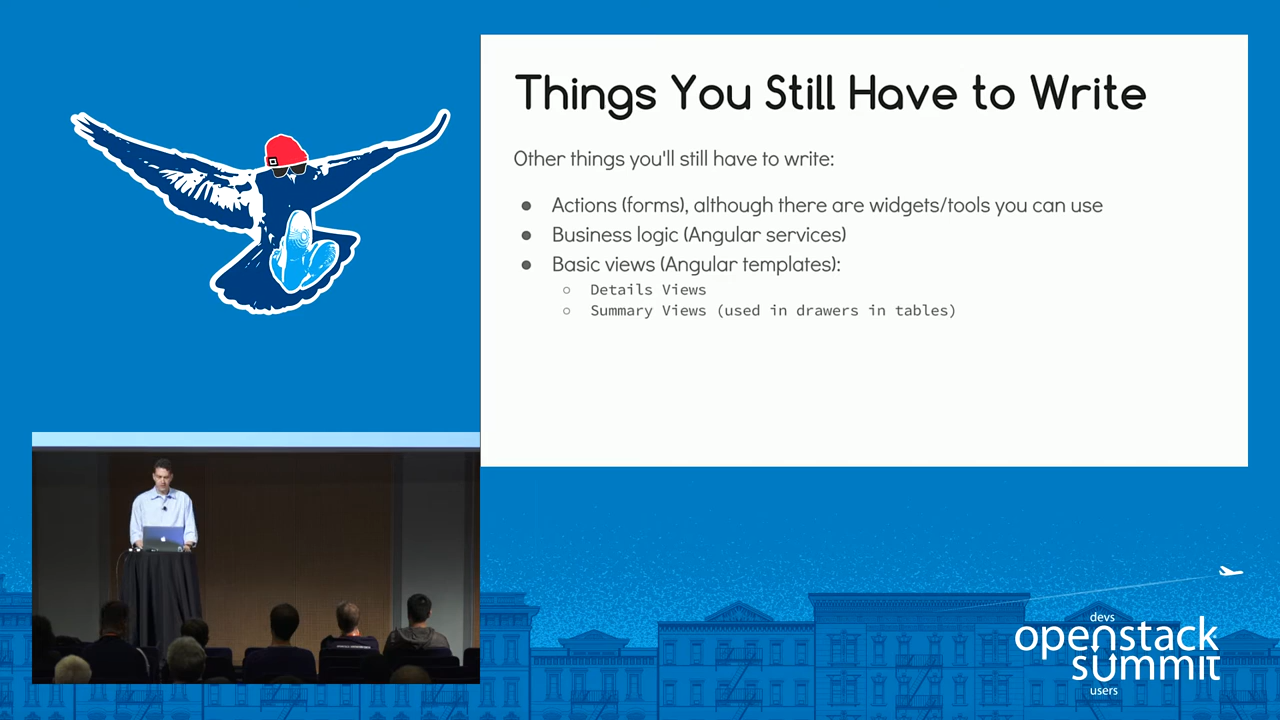 Things You Still Have to Write
Other things you'll still have to write:
● Actions (forms), although there are widgets/tools you can use
● Business logic (Angular services)
● Basic views (Angular templates):
○ Details Views
○ Summary Views (used in drawers in tables)
devs
openstack
summit
users